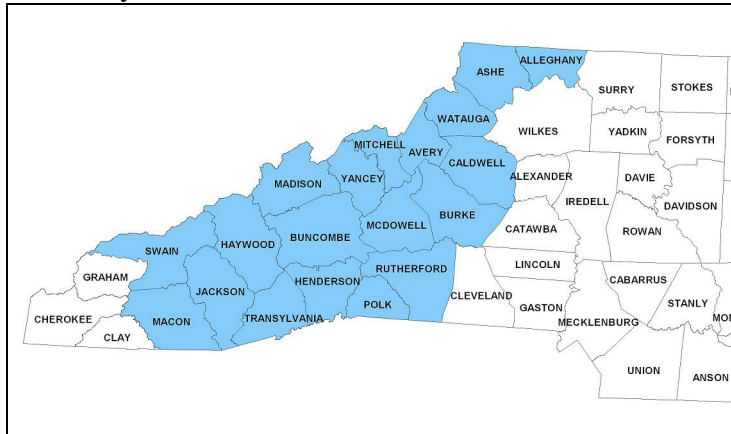 ALLEGHANY
ASHE
SURRY
STOKES
WATAUGA
WILKES
YADKIN
FORSYTH
MITCHELL
AVERY
CALDWELL
ALEXANDER
DAVIE
MADISON
YANCEY
IREDELL
DAVIDSON
BURKE
MCDOWELL
CATAWBA
ROWAN
BUNCOMBE
HAYWOOD
SWAIN
LINCOLN
RUTHERFORD
GRAHAM
HENDERSON
CABARRUS
JACKSON
CLEVELAND
POLK
GASTON
STANLY
CHEROKEE
MACON
TRANSYLVANIA
MECKLENBURG
MON
CLAY
UNION
ANSON